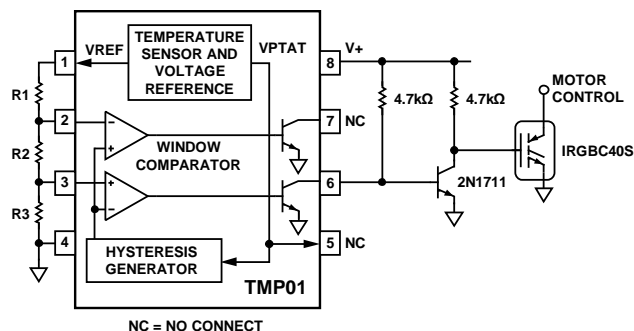 TEMPERATURE
SENSOR AND
VOLTAGE
REFERENCE
VREF
VPTAT
1
8
V+
R1
4.7kΩ
4.7kΩ
MOTOR
CONTROL
2
7
NC
IRGBC40S
R2
WINDOW
COMPARATOR
3
6
2N1711
R3
4
HYSTERESIS
GENERATOR
5
NC
TMP01
NC = NO CONNECT
− + + −